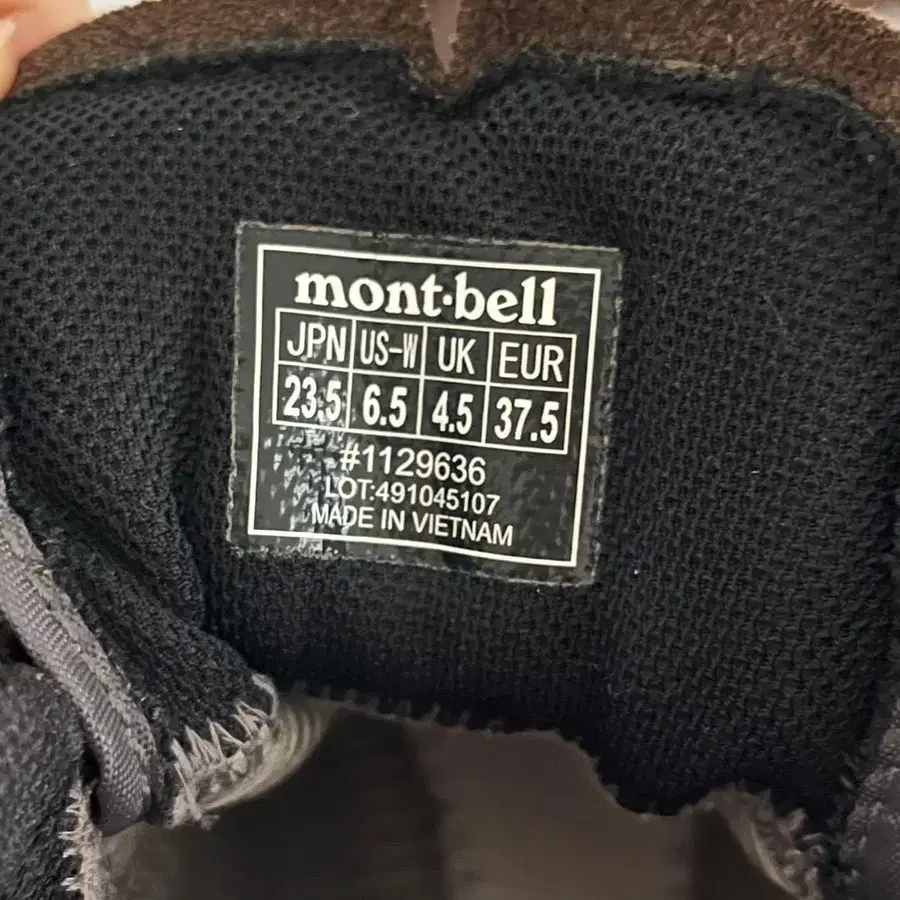 mont·bell
JPN US-W UK EUR
23.5 6.5 4.5 37.5
#1129636
LOT:491045107
MADE IN VIETNAM